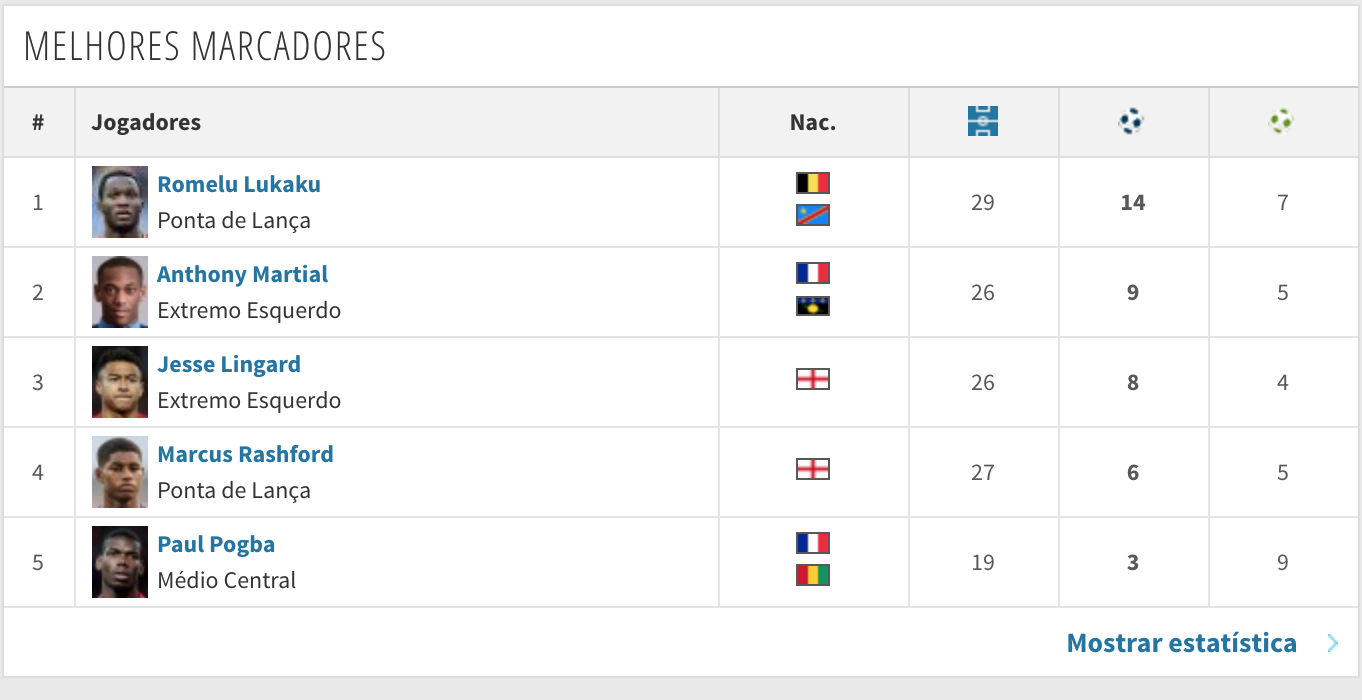 MELHORES MARCADORES
# Jogadores Nac.
1 Romelu Lukaku 29 14 7
Ponta de Lança
2 Anthony Martial 26 9 5
Extremo Esquerdo
3 Jesse Lingard 26 8 4
Extremo Esquerdo
4 Marcus Rashford 27 6 5
Ponta de Lança
5 Paul Pogba 19 3 9
Médio Central
Mostrar estatística